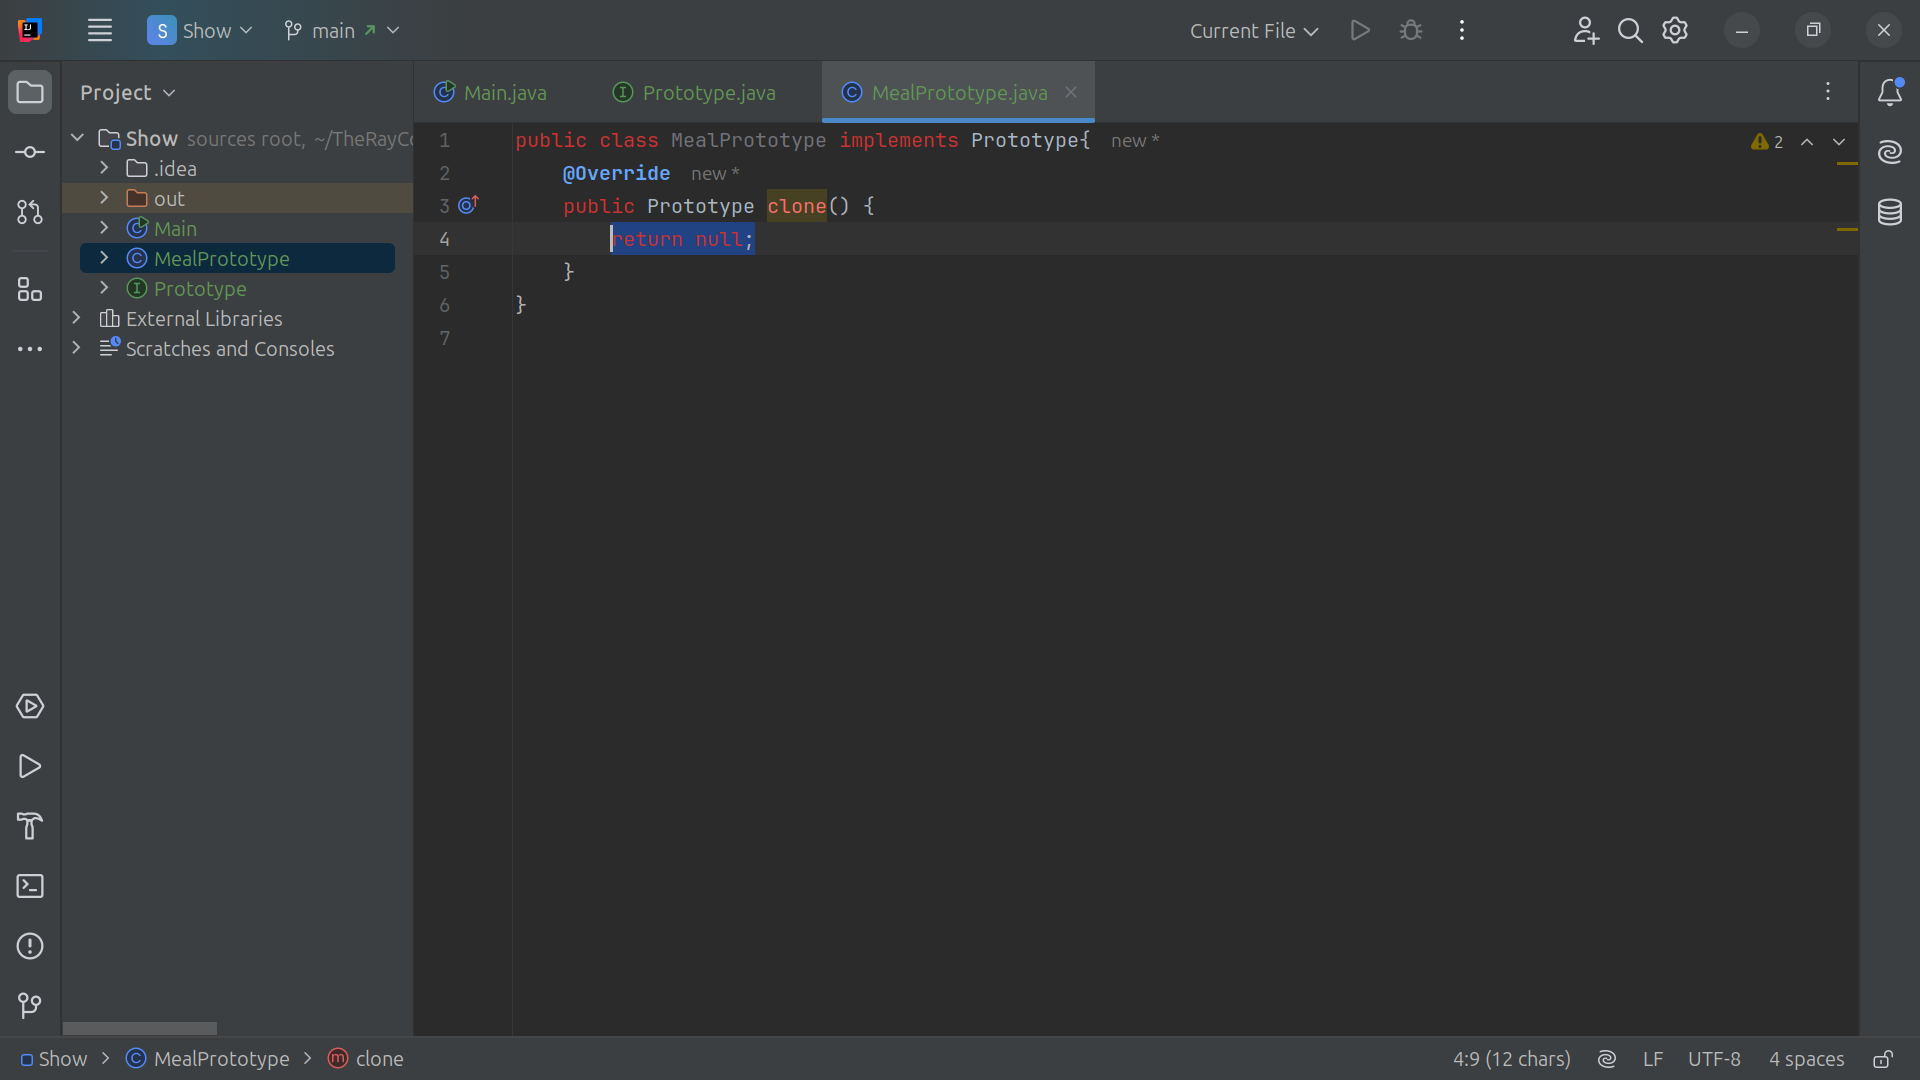 S Show main Current File
Project
Main.java Prototype.java MealPrototype.java
Show sources root, ~/TheRayCo
.idea
out
Main
MealPrototype
Prototype
External Libraries
Scratches and Consoles
1 public class MealPrototype implements Prototype{ new *
2 @Override new *
3 public Prototype clone() {
4 return null;
5 }
6 }
7
2
Show MealPrototype clone 4:9 (12 chars) LF UTF-8 4 spaces